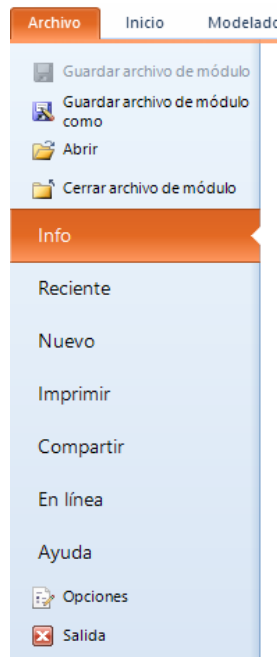 Archivo Inicio Modelado
Guardar archivo de módulo
Guardar archivo de módulo
como
Abrir
Cerrar archivo de módulo
Info
Reciente
Nuevo
Imprimir
Compartir
En línea
Ayuda
Opciones
Salida